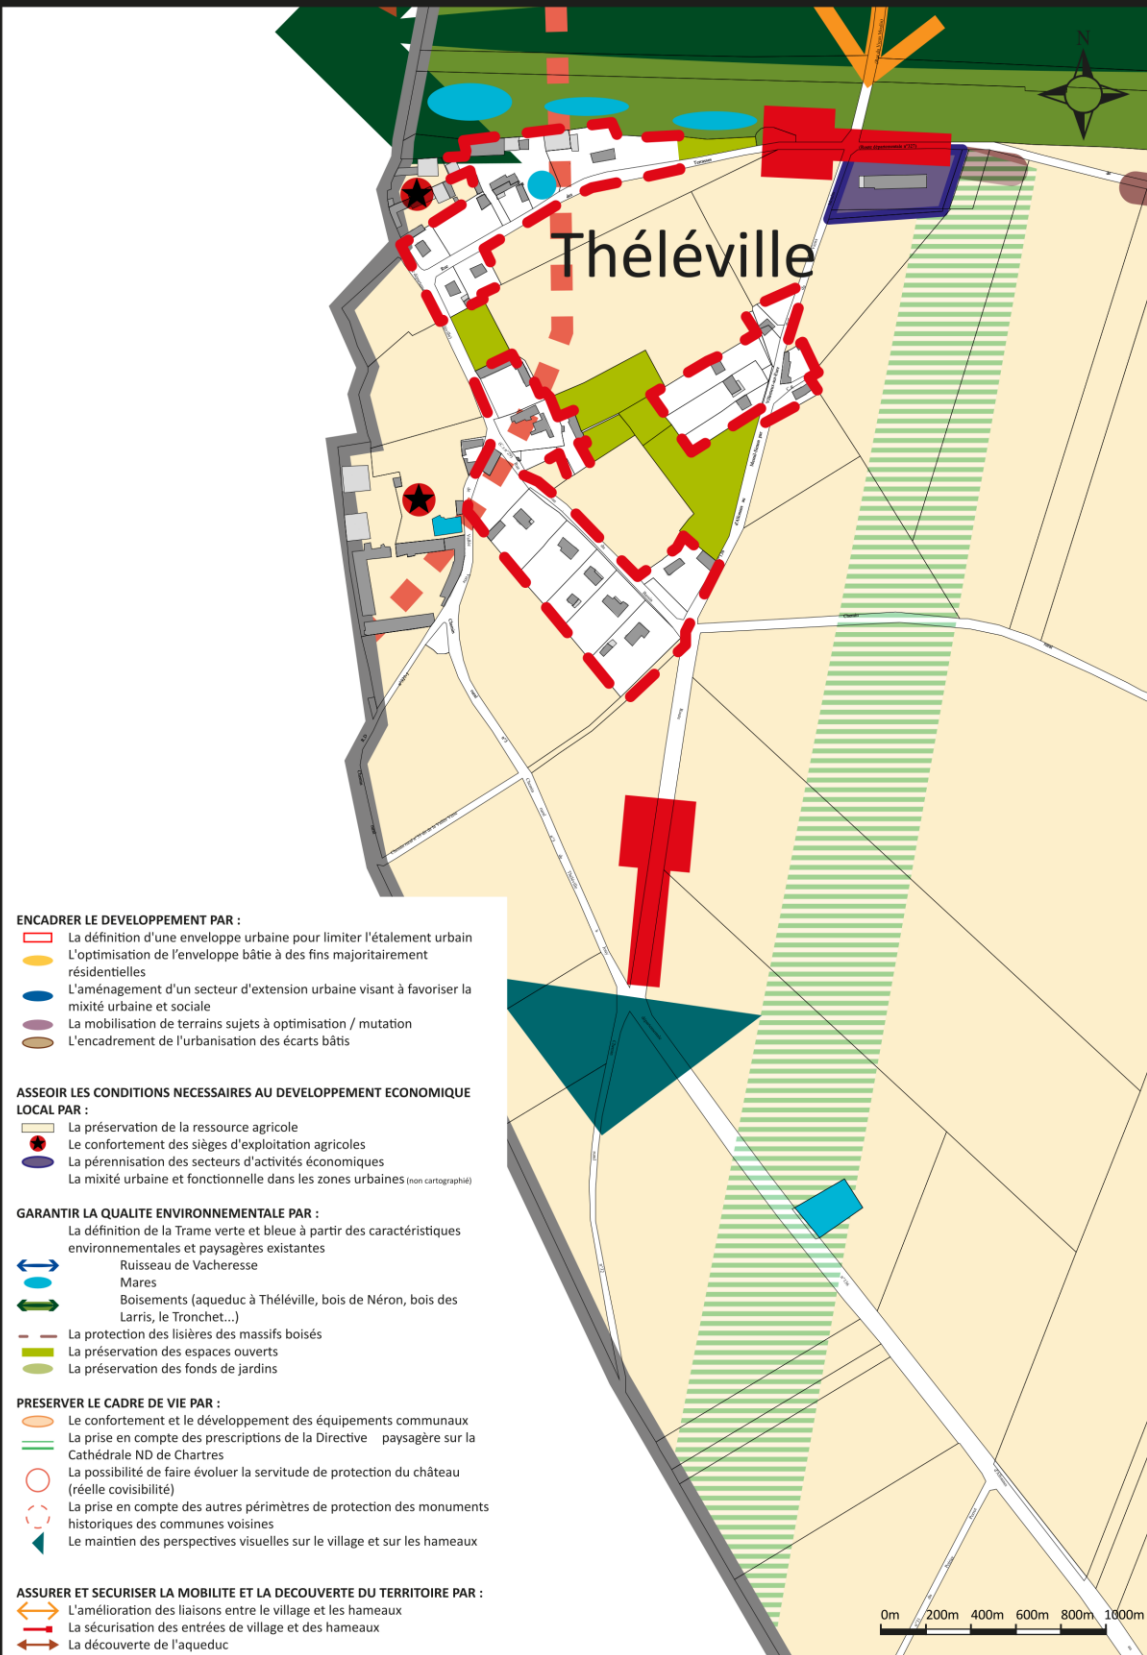 N
Théléville
ENCADRER LE DEVELOPPEMENT PAR :
La définition d'une enveloppe urbaine pour limiter l'étalement urbain
L'optimisation de l'enveloppe bâtie à des fins majoritairement
résidentielles
L'aménagement d'un secteur d'extension urbaine visant à favoriser la
mixité urbaine et sociale
La mobilisation de terrains sujets à optimisation / mutation
L'encadrement de l'urbanisation des écarts bâtis
ASSEOIR LES CONDITIONS NECESSAIRES AU DEVELOPPEMENT ECONOMIQUE
LOCAL PAR :
La préservation de la ressource agricole
Le confortement des sièges d'exploitation agricoles
La pérennisation des secteurs d'activités économiques
La mixité urbaine et fonctionnelle dans les zones urbaines (non cartographié)
GARANTIR LA QUALITE ENVIRONNEMENTALE PAR :
La définition de la Trame verte et bleue à partir des caractéristiques
environnementales et paysagères existantes
Ruisseau de Vacheresse
Mares
Boisements (aqueduc à Théléville, bois de Néron, bois des
Larris, le Tronchet...)
La protection des lisières des massifs boisés
La préservation des espaces ouverts
La préservation des fonds de jardins
PRESERVER LE CADRE DE VIE PAR :
Le confortement et le développement des équipements communaux
La prise en compte des prescriptions de la Directive paysagère sur la
Cathédrale ND de Chartres
La possibilité de faire évoluer la servitude de protection du château
(réelle covisibilité)
La prise en compte des autres périmètres de protection des monuments
historiques des communes voisines
Le maintien des perspectives visuelles sur le village et sur les hameaux
ASSURER ET SECURISER LA MOBILITE ET LA DECOUVERTE DU TERRITOIRE PAR :
L'amélioration des liaisons entre le village et les hameaux
La sécurisation des entrées de village et des hameaux
La découverte de l'aqueduc
0m 200m 400m 600m 800m 1000m